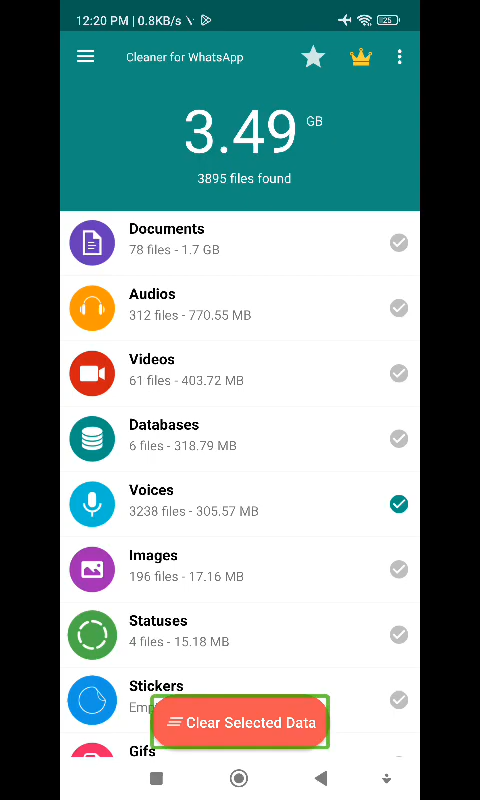 12:20 PM | 0.8KB/s
25
Cleaner for WhatsApp
3.49 GB
3895 files found
Documents
78 files - 1.7 GB
Audios
312 files - 770.55 MB
Videos
61 files - 403.72 MB
Databases
6 files - 318.79 MB
Voices
3238 files - 305.57 MB
Images
196 files - 17.16 MB
Statuses
4 files - 15.18 MB
Stickers
Clear Selected Data
Gifs